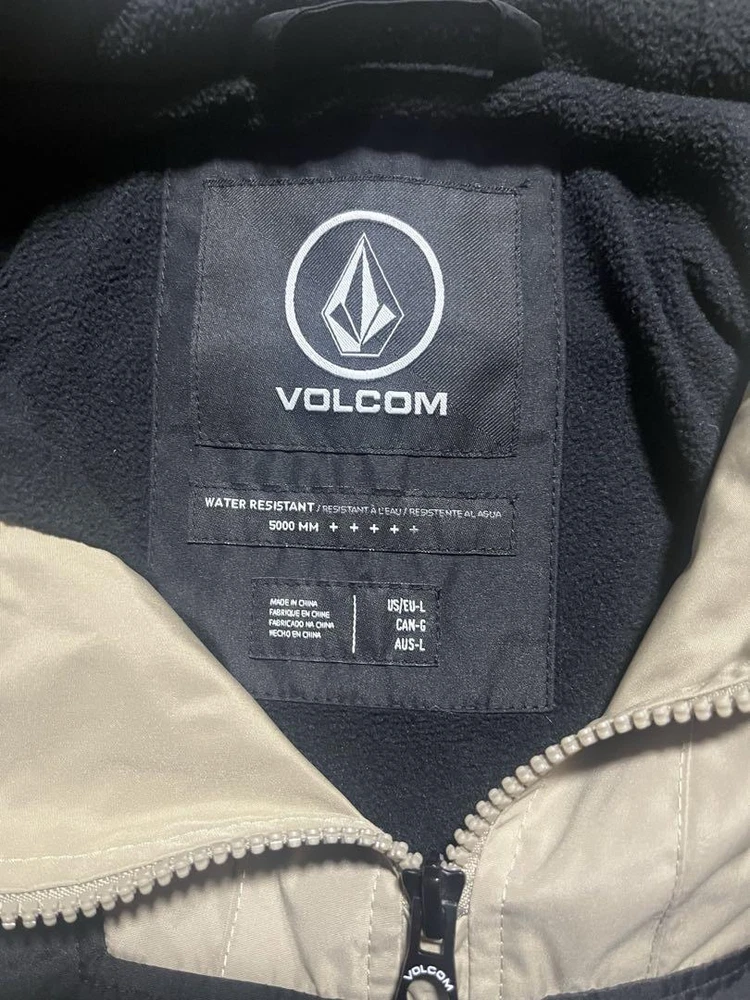 VOLCOM
WATER RESISTANT / RESISTANT À L'EAU / RESISTENTE AL AGUA
5000 MM + + + + +
MADE IN CHINA
FABRIQUE EN CHINE
FABRICADO NA CHINA
HECHO EN CHINA
US/EU-L
CAN-G
AUS-L
VOLCOM